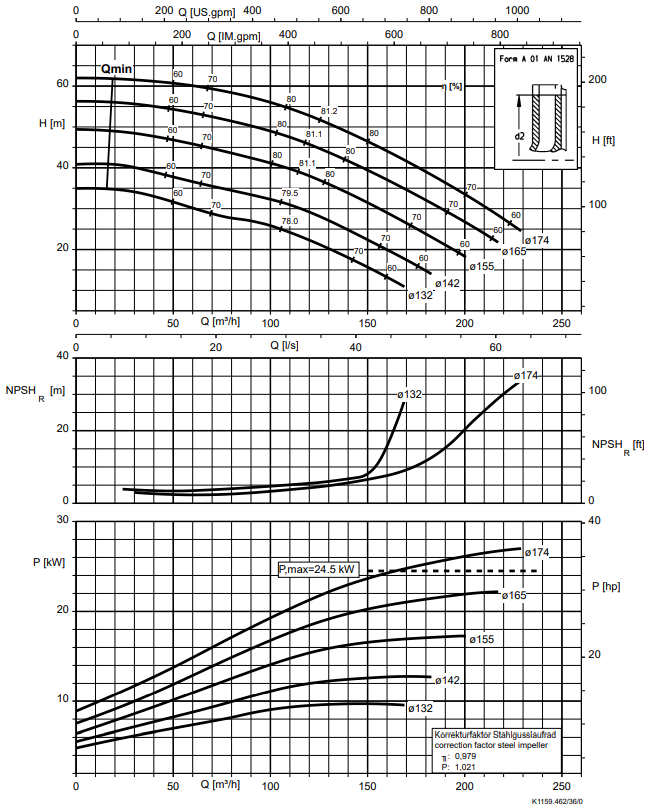 0 200 400 600 800 1000
Q [US.gpm]
0 200 400 600 800
Q [IM.gpm]
Qmin
Form A 01 AN 1528
d2
η [%]
H [m]
60
40
20
H [ft]
200
100
60 70 80 81.2 80 70 60 ø174
60 70 80 81.1 80 70 60 ø165
60 70 80 81.1 80 70 60 ø155
60 70 79.5 70 60 ø142
60 70 78.0 70 60 ø132
0 50 100 150 200 250
Q [m³/h]
0 20 40 60
Q [l/s]
NPSH R [m]
40
20
0
ø132
ø174
100
NPSH R [ft]
0
30
P [kW]
20
10
40
P [hp]
20
P,max=24.5 kW
ø174
ø165
ø155
ø142
ø132
Korrekturfaktor Stahlgusslaufrad
correction factor steel impeller
η: 0,979
P: 1,021
0 50 100 150 200 250
Q [m³/h]
K1159.462/36/0